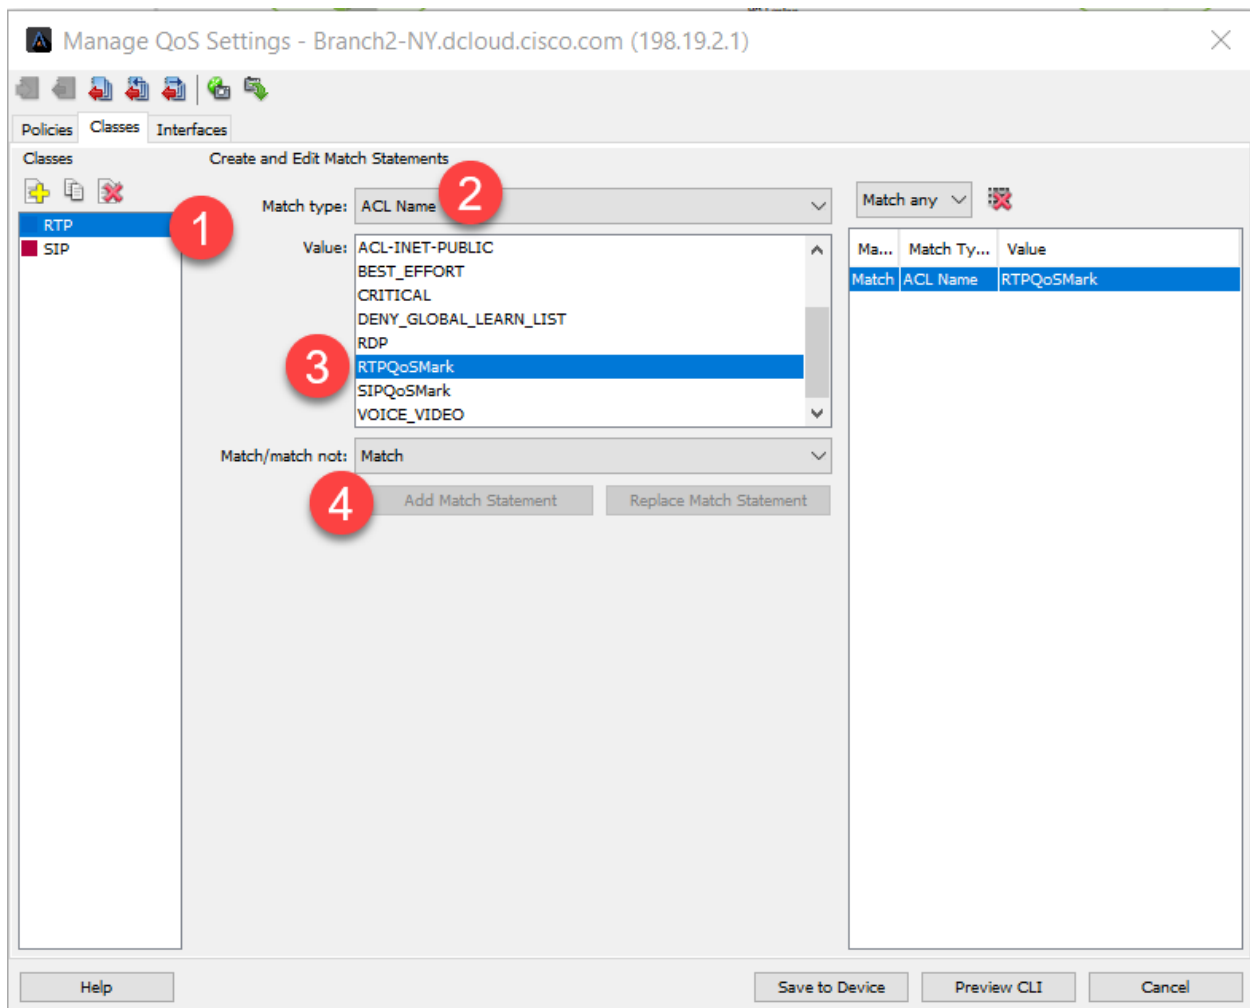 Manage QoS Settings - Branch2-NY.dcloud.cisco.com (198.19.2.1)
Policies Classes Interfaces
Classes
RTP
SIP
1
Create and Edit Match Statements
Match type: ACL Name
2
Value: ACL-INET-PUBLIC
BEST_EFFORT
CRITICAL
DENY_GLOBAL_LEARN_LIST
RDP
RTPQoSMark
SIPQoSMark
VOICE_VIDEO
3
Match/match not: Match
4
Add Match Statement Replace Match Statement
Match any
Ma... Match Ty... Value
Match ACL Name RTPQoSMark
Help Save to Device Preview CLI Cancel